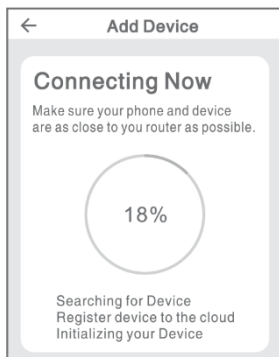 Add Device
Connecting Now
Make sure your phone and device
are as close to you router as possible.
18%
Searching for Device
Register device to the cloud
Initializing your Device